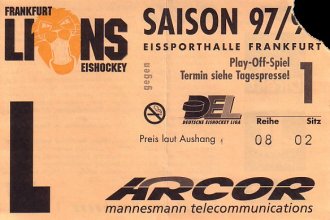 FRANKFURT
LIONS
EISHOCKEY
SAISON 97/9
EISSPORTHALLE FRANKFURT
gegen
Play-Off-Spiel
Termin siehe Tagespresse!
1
DEL
DEUTSCHE EISHOCKEY LIGA
Reihe Sitz
Preis laut Aushang 08 02
L
ARCOR
mannesmann telecommunications